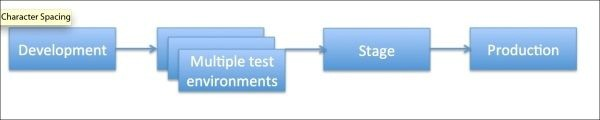 Character Spacing
Development
Multiple test
environments
Stage
Production